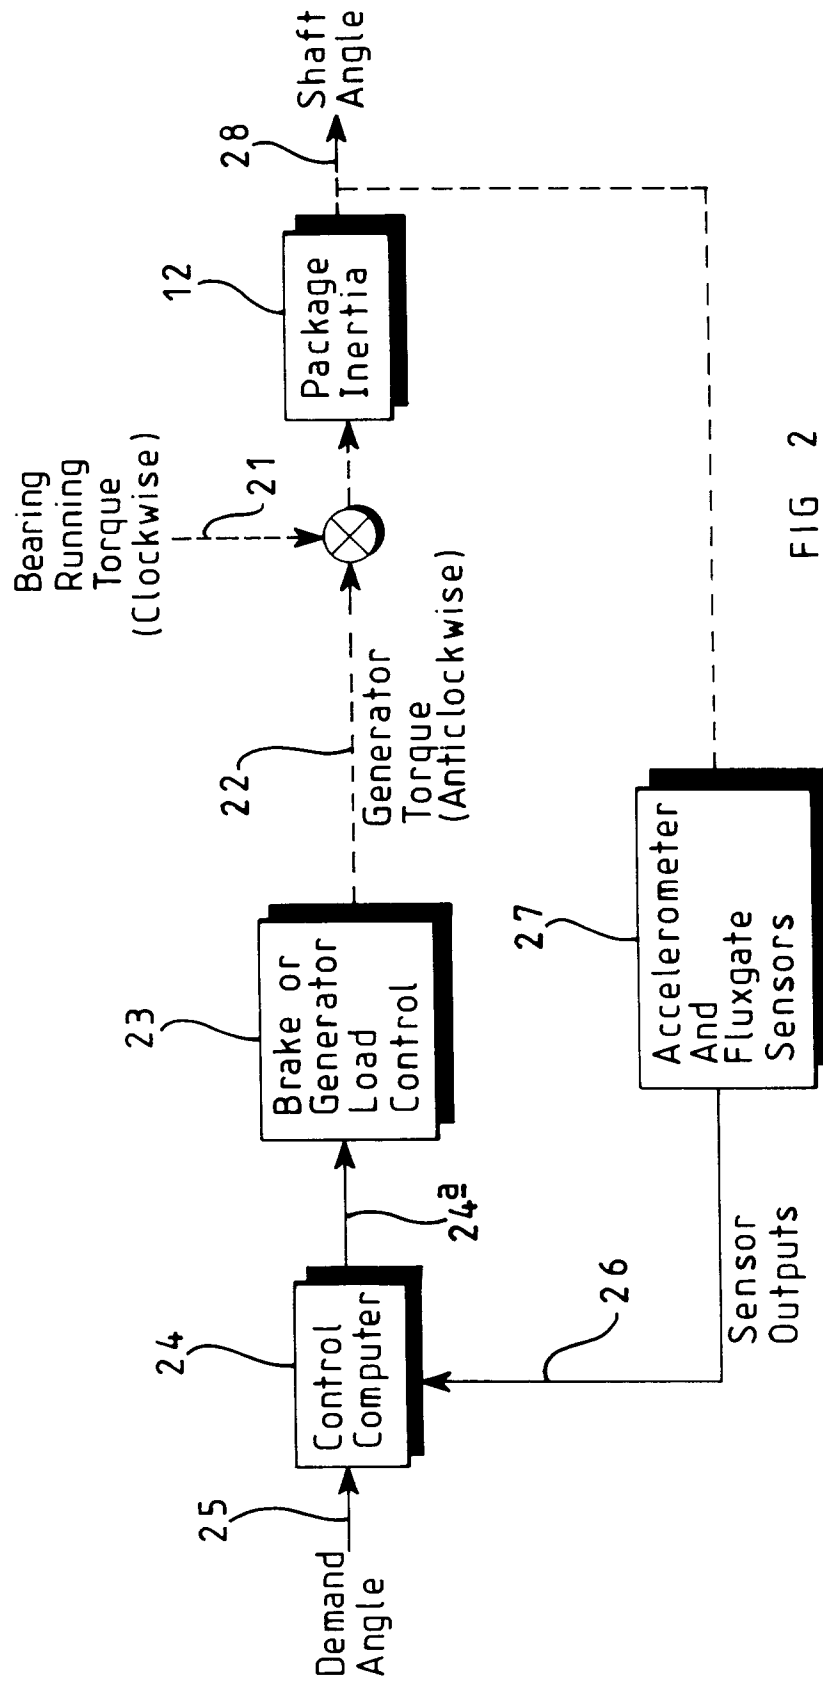 Bearing
Running
Torque
(Clockwise)
21
12
28
Shaft
Angle
Package
Inertia
22
Generator
Torque
(Anticlockwise)
23
Brake or
Generator
Load
Control
24
24a
Control
Computer
25
Demand
Angle
26
Sensor
Outputs
27
Accelerometer
And
Fluxgate
Sensors
FIG 2